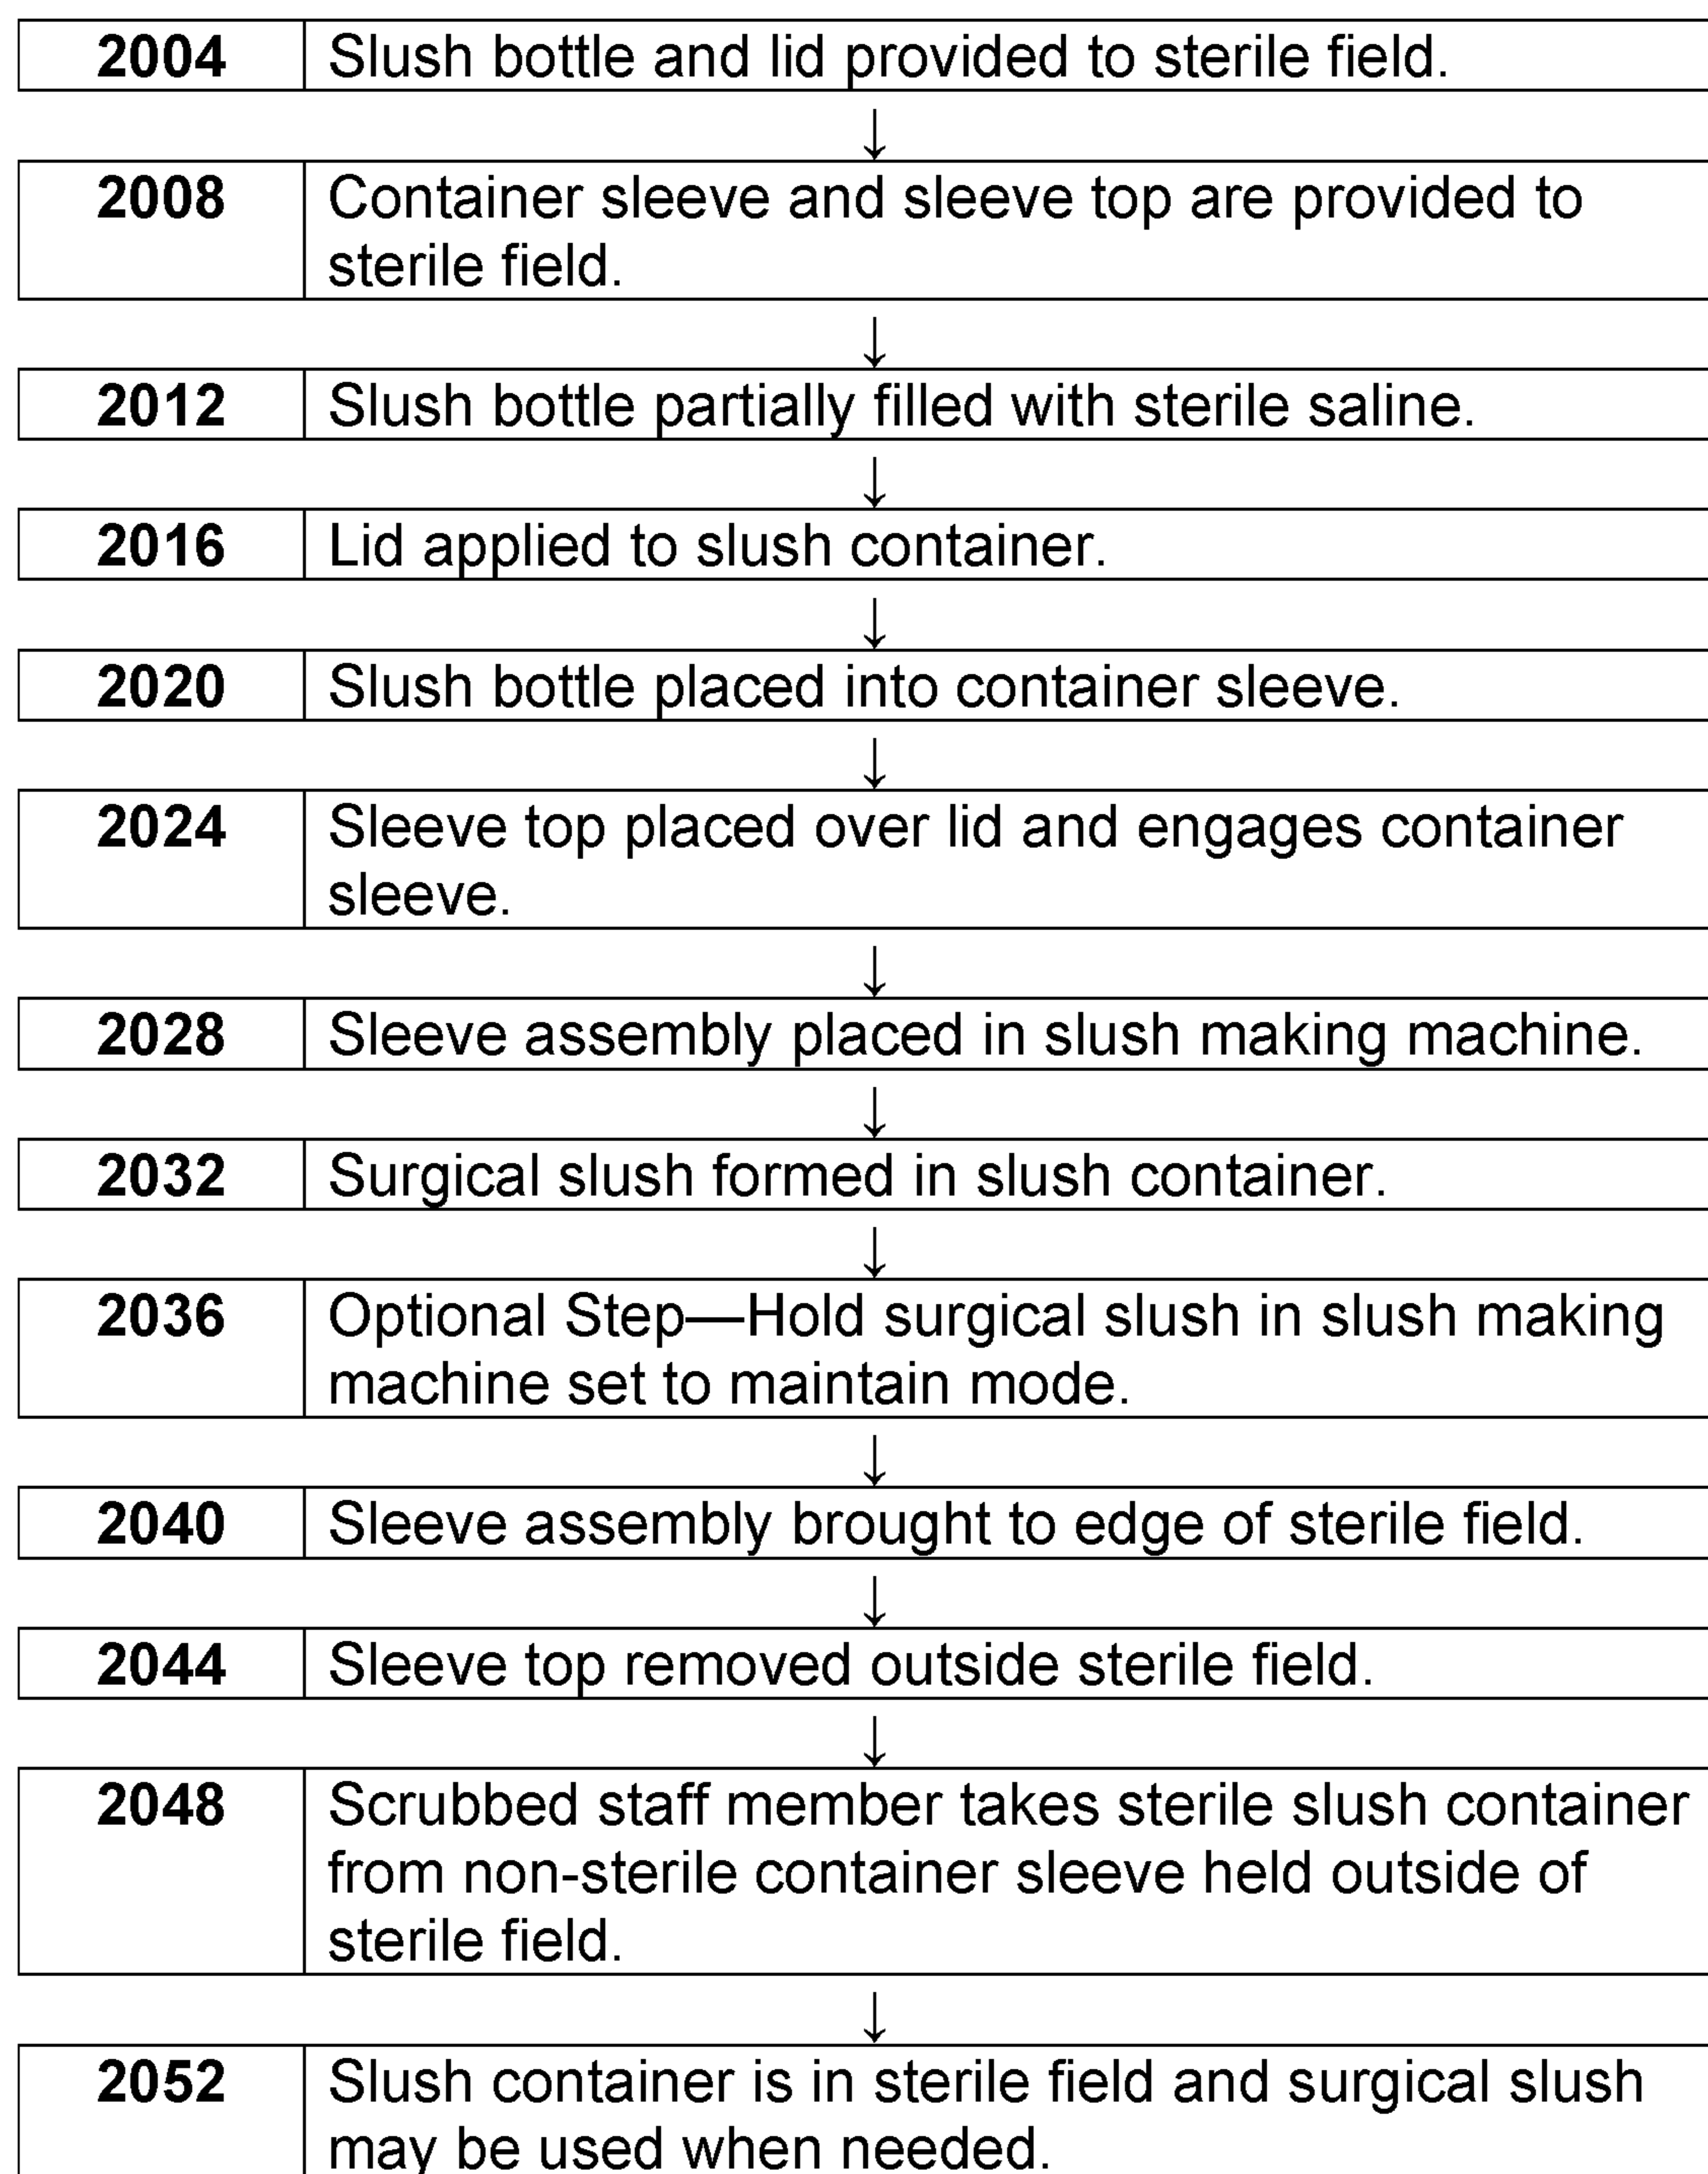 2004 Slush bottle and lid provided to sterile field.
↓
2008 Container sleeve and sleeve top are provided to
sterile field.
↓
2012 Slush bottle partially filled with sterile saline.
↓
2016 Lid applied to slush container.
↓
2020 Slush bottle placed into container sleeve.
↓
2024 Sleeve top placed over lid and engages container
sleeve.
↓
2028 Sleeve assembly placed in slush making machine.
↓
2032 Surgical slush formed in slush container.
↓
2036 Optional Step—Hold surgical slush in slush making
machine set to maintain mode.
↓
2040 Sleeve assembly brought to edge of sterile field.
↓
2044 Sleeve top removed outside sterile field.
↓
2048 Scrubbed staff member takes sterile slush container
from non-sterile container sleeve held outside of
sterile field.
↓
2052 Slush container is in sterile field and surgical slush
may be used when needed.